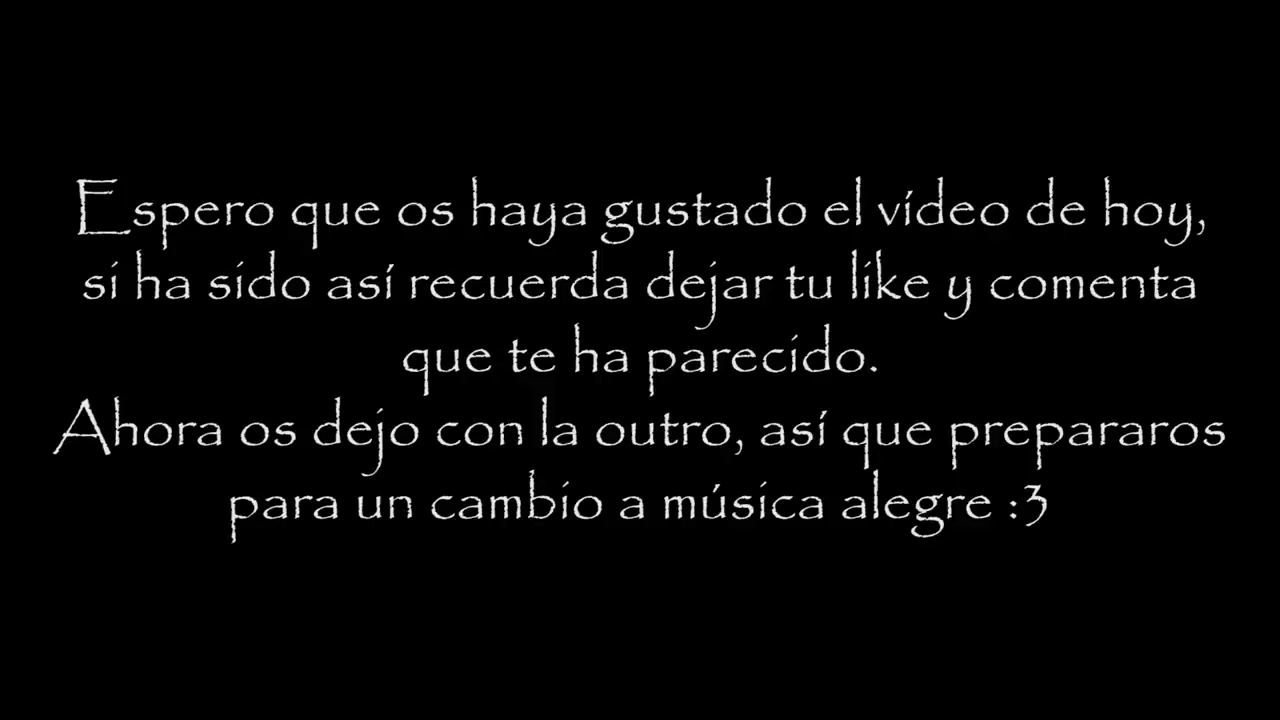 Espero que os haya gustado el vídeo de hoy,
si ha sido así recuerda dejar tu like y comenta
que te ha parecido.
Ahora os dejo con la outro, así que prepararos
para un cambio a música alegre :3